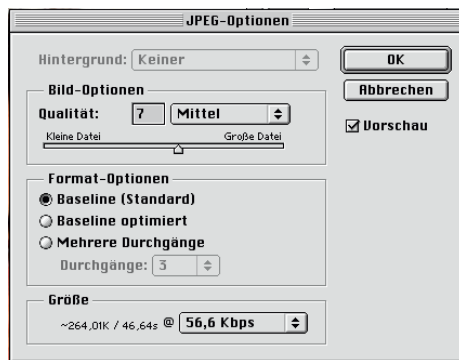 JPEG-Optionen
Hintergrund: Keiner
OK
Abbrechen
Vorschau
Bild-Optionen
Qualität: 7 Mittel
Kleine Datei Große Datei
Format-Optionen
Baseline (Standard)
Baseline optimiert
Mehrere Durchgänge
Durchgänge: 3
Größe
~264,01K / 46,64s @ 56,6 Kbps